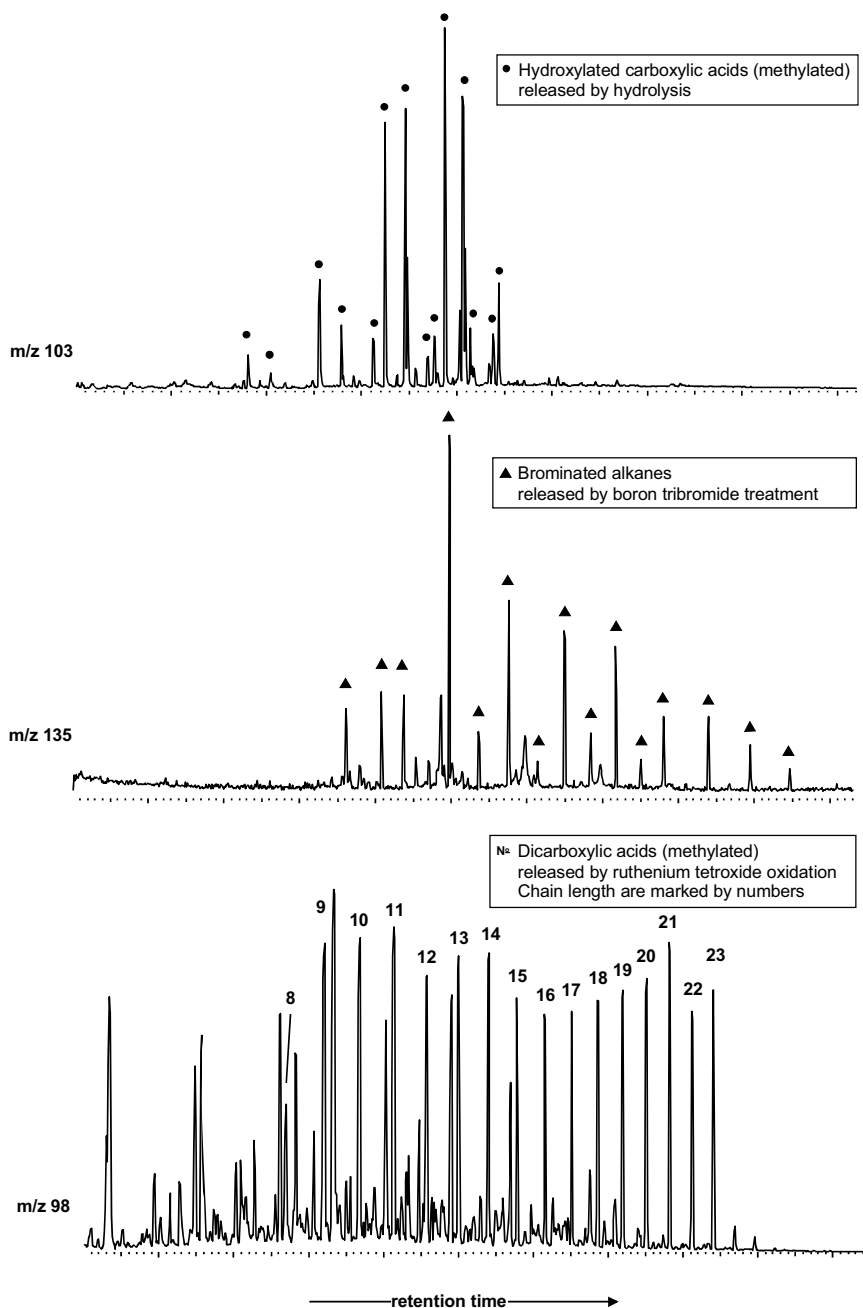 ● Hydroxylated carboxylic acids (methylated)
released by hydrolysis
m/z 103
▲ Brominated alkanes
released by boron tribromide treatment
m/z 135
№ Dicarboxylic acids (methylated)
released by ruthenium tetroxide oxidation
Chain length are marked by numbers
8
9
10
11
12
13
14
15
16
17
18
19
20
21
22
23
m/z 98
retention time